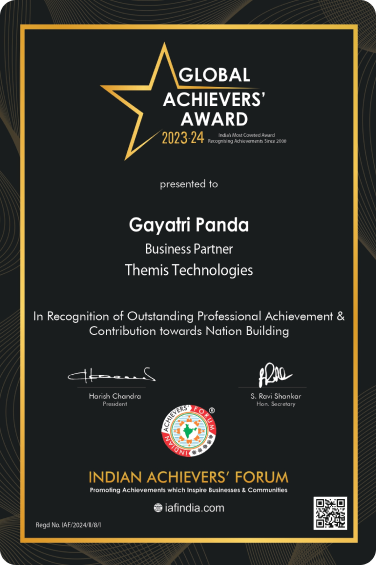 GLOBAL
ACHIEVERS'
AWARD
2023-24
India's Most Coveted Award
Recognising Achievements Since 2000
presented to
Gayatri Panda
Business Partner
Themis Technologies
In Recognition of Outstanding Professional Achievement &
Contribution towards Nation Building
Harish Chandra
President
S. Ravi Shankar
Hon. Secretary
INDIAN ACHIEVERS' FORUM
®
INDIAN ACHIEVERS' FORUM
Promoting Achievements which Inspire Businesses & Communities
iafindia.com
Regd No. IAF/2024/8/8/1